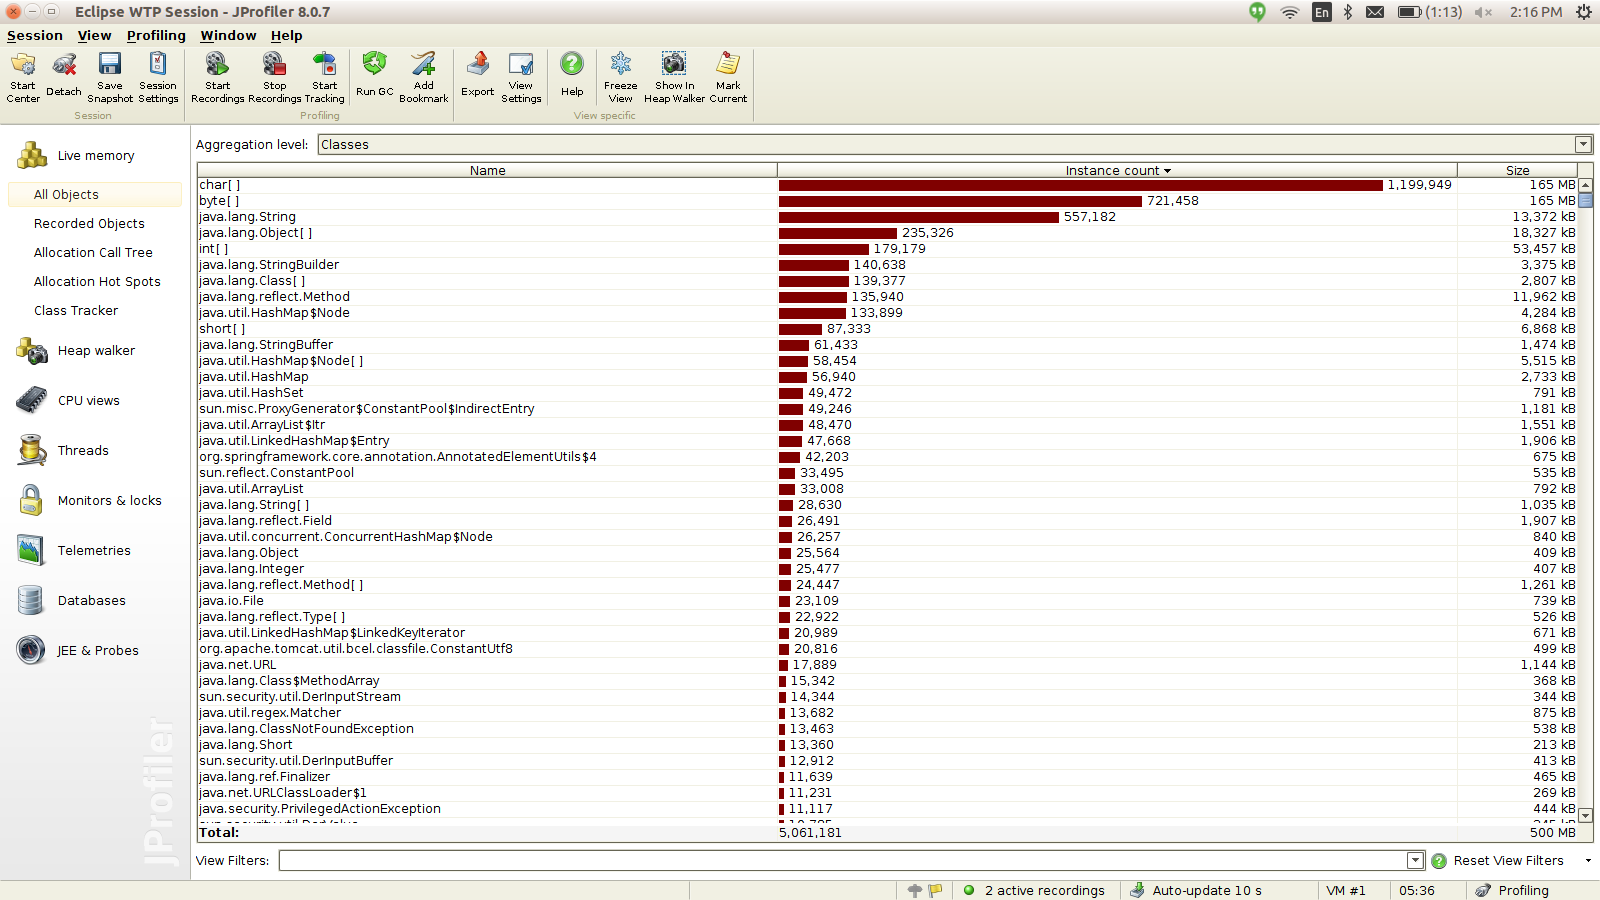 Eclipse WTP Session - JProfiler 8.0.7
En
(1:13)
2:16 PM
Session View Profiling Window Help
Start Center
Detach
Save Snapshot
Session Settings
Start Recordings
Stop Recordings
Start Tracking
Run GC
Add Bookmark
Export
View Settings
Help
Freeze View
Show In Heap Walker
Mark Current
Session
Profiling
View specific
Live memory
All Objects
Recorded Objects
Allocation Call Tree
Allocation Hot Spots
Class Tracker
Heap walker
CPU views
Threads
Monitors & locks
Telemetries
Databases
JEE & Probes
JProfiler
Aggregation level: Classes
Name Instance count Size
char[ ] 1,199,949 165 MB
byte[ ] 721,458 165 MB
java.lang.String 557,182 13,372 kB
java.lang.Object[ ] 235,326 18,327 kB
int[ ] 179,179 53,457 kB
java.lang.StringBuilder 140,638 3,375 kB
java.lang.Class[ ] 139,377 2,807 kB
java.lang.reflect.Method 135,940 11,962 kB
java.util.HashMap$Node 133,899 4,284 kB
short[ ] 87,333 6,868 kB
java.lang.StringBuffer 61,433 1,474 kB
java.util.HashMap$Node[ ] 58,454 5,515 kB
java.util.HashMap 56,940 2,733 kB
java.util.HashSet 49,472 791 kB
sun.misc.ProxyGenerator$ConstantPool$IndirectEntry 49,246 1,181 kB
java.util.ArrayList$Itr 48,470 1,551 kB
java.util.LinkedHashMap$Entry 47,668 1,906 kB
org.springframework.core.annotation.AnnotatedElementUtils$4 42,203 675 kB
sun.reflect.ConstantPool 33,495 535 kB
java.util.ArrayList 33,008 792 kB
java.lang.String[ ] 28,630 1,035 kB
java.lang.reflect.Field 26,491 1,907 kB
java.util.concurrent.ConcurrentHashMap$Node 26,257 840 kB
java.lang.Object 25,564 409 kB
java.lang.Integer 25,477 407 kB
java.lang.reflect.Method[ ] 24,447 1,261 kB
java.io.File 23,109 739 kB
java.lang.reflect.Type[ ] 22,922 526 kB
java.util.LinkedHashMap$LinkedKeyIterator 20,989 671 kB
org.apache.tomcat.util.bcel.classfile.ConstantUtf8 20,816 499 kB
java.net.URL 17,889 1,144 kB
java.lang.Class$MethodArray 15,342 368 kB
sun.security.util.DerInputStream 14,344 344 kB
java.util.regex.Matcher 13,682 875 kB
java.lang.ClassNotFoundException 13,463 538 kB
java.lang.Short 13,360 213 kB
sun.security.util.DerInputBuffer 12,912 413 kB
java.lang.ref.Finalizer 11,639 465 kB
java.net.URLClassLoader$1 11,231 269 kB
java.security.PrivilegedActionException 11,117 444 kB
Total: 5,061,181 500 MB
View Filters:
Reset View Filters
2 active recordings
Auto-update 10 s
VM #1
05:36
Profiling